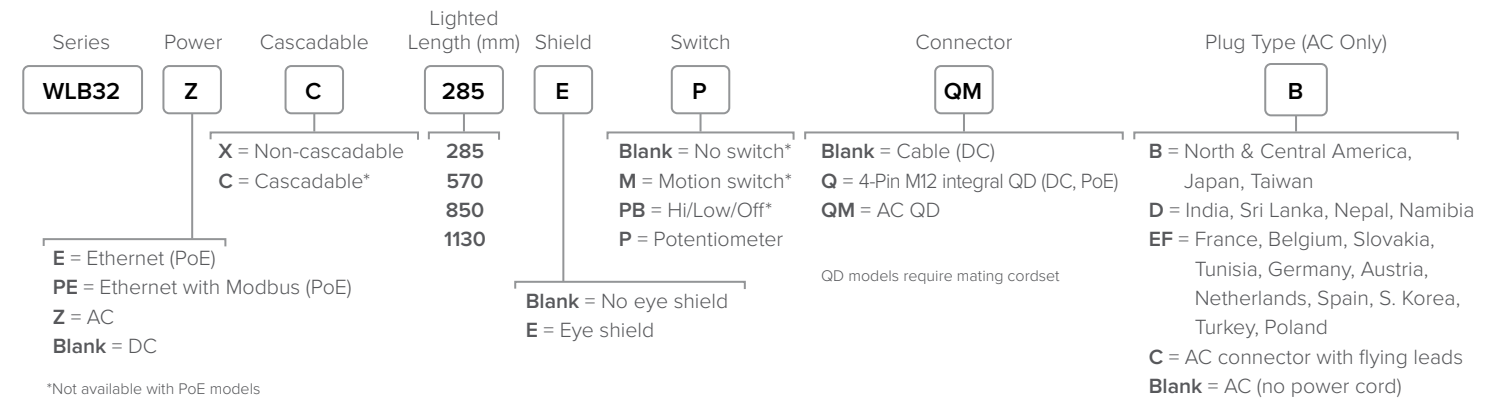 Series
Power
Cascadable
Lighted
Length (mm)
Shield
Switch
Connector
Plug Type (AC Only)
WLB32
Z
C
285
E
P
QM
B
E = Ethernet (PoE)
PE = Ethernet with Modbus (PoE)
Z = AC
Blank = DC
*Not available with PoE models
X = Non-cascadable
C = Cascadable*
285
570
850
1130
Blank = No eye shield
E = Eye shield
Blank = No switch*
M = Motion switch*
PB = Hi/Low/Off*
P = Potentiometer
Blank = Cable (DC)
Q = 4-Pin M12 integral QD (DC, PoE)
QM = AC QD
QD models require mating cordset
B = North & Central America,
Japan, Taiwan
D = India, Sri Lanka, Nepal, Namibia
EF = France, Belgium, Slovakia,
Tunisia, Germany, Austria,
Netherlands, Spain, S. Korea,
Turkey, Poland
C = AC connector with flying leads
Blank = AC (no power cord)